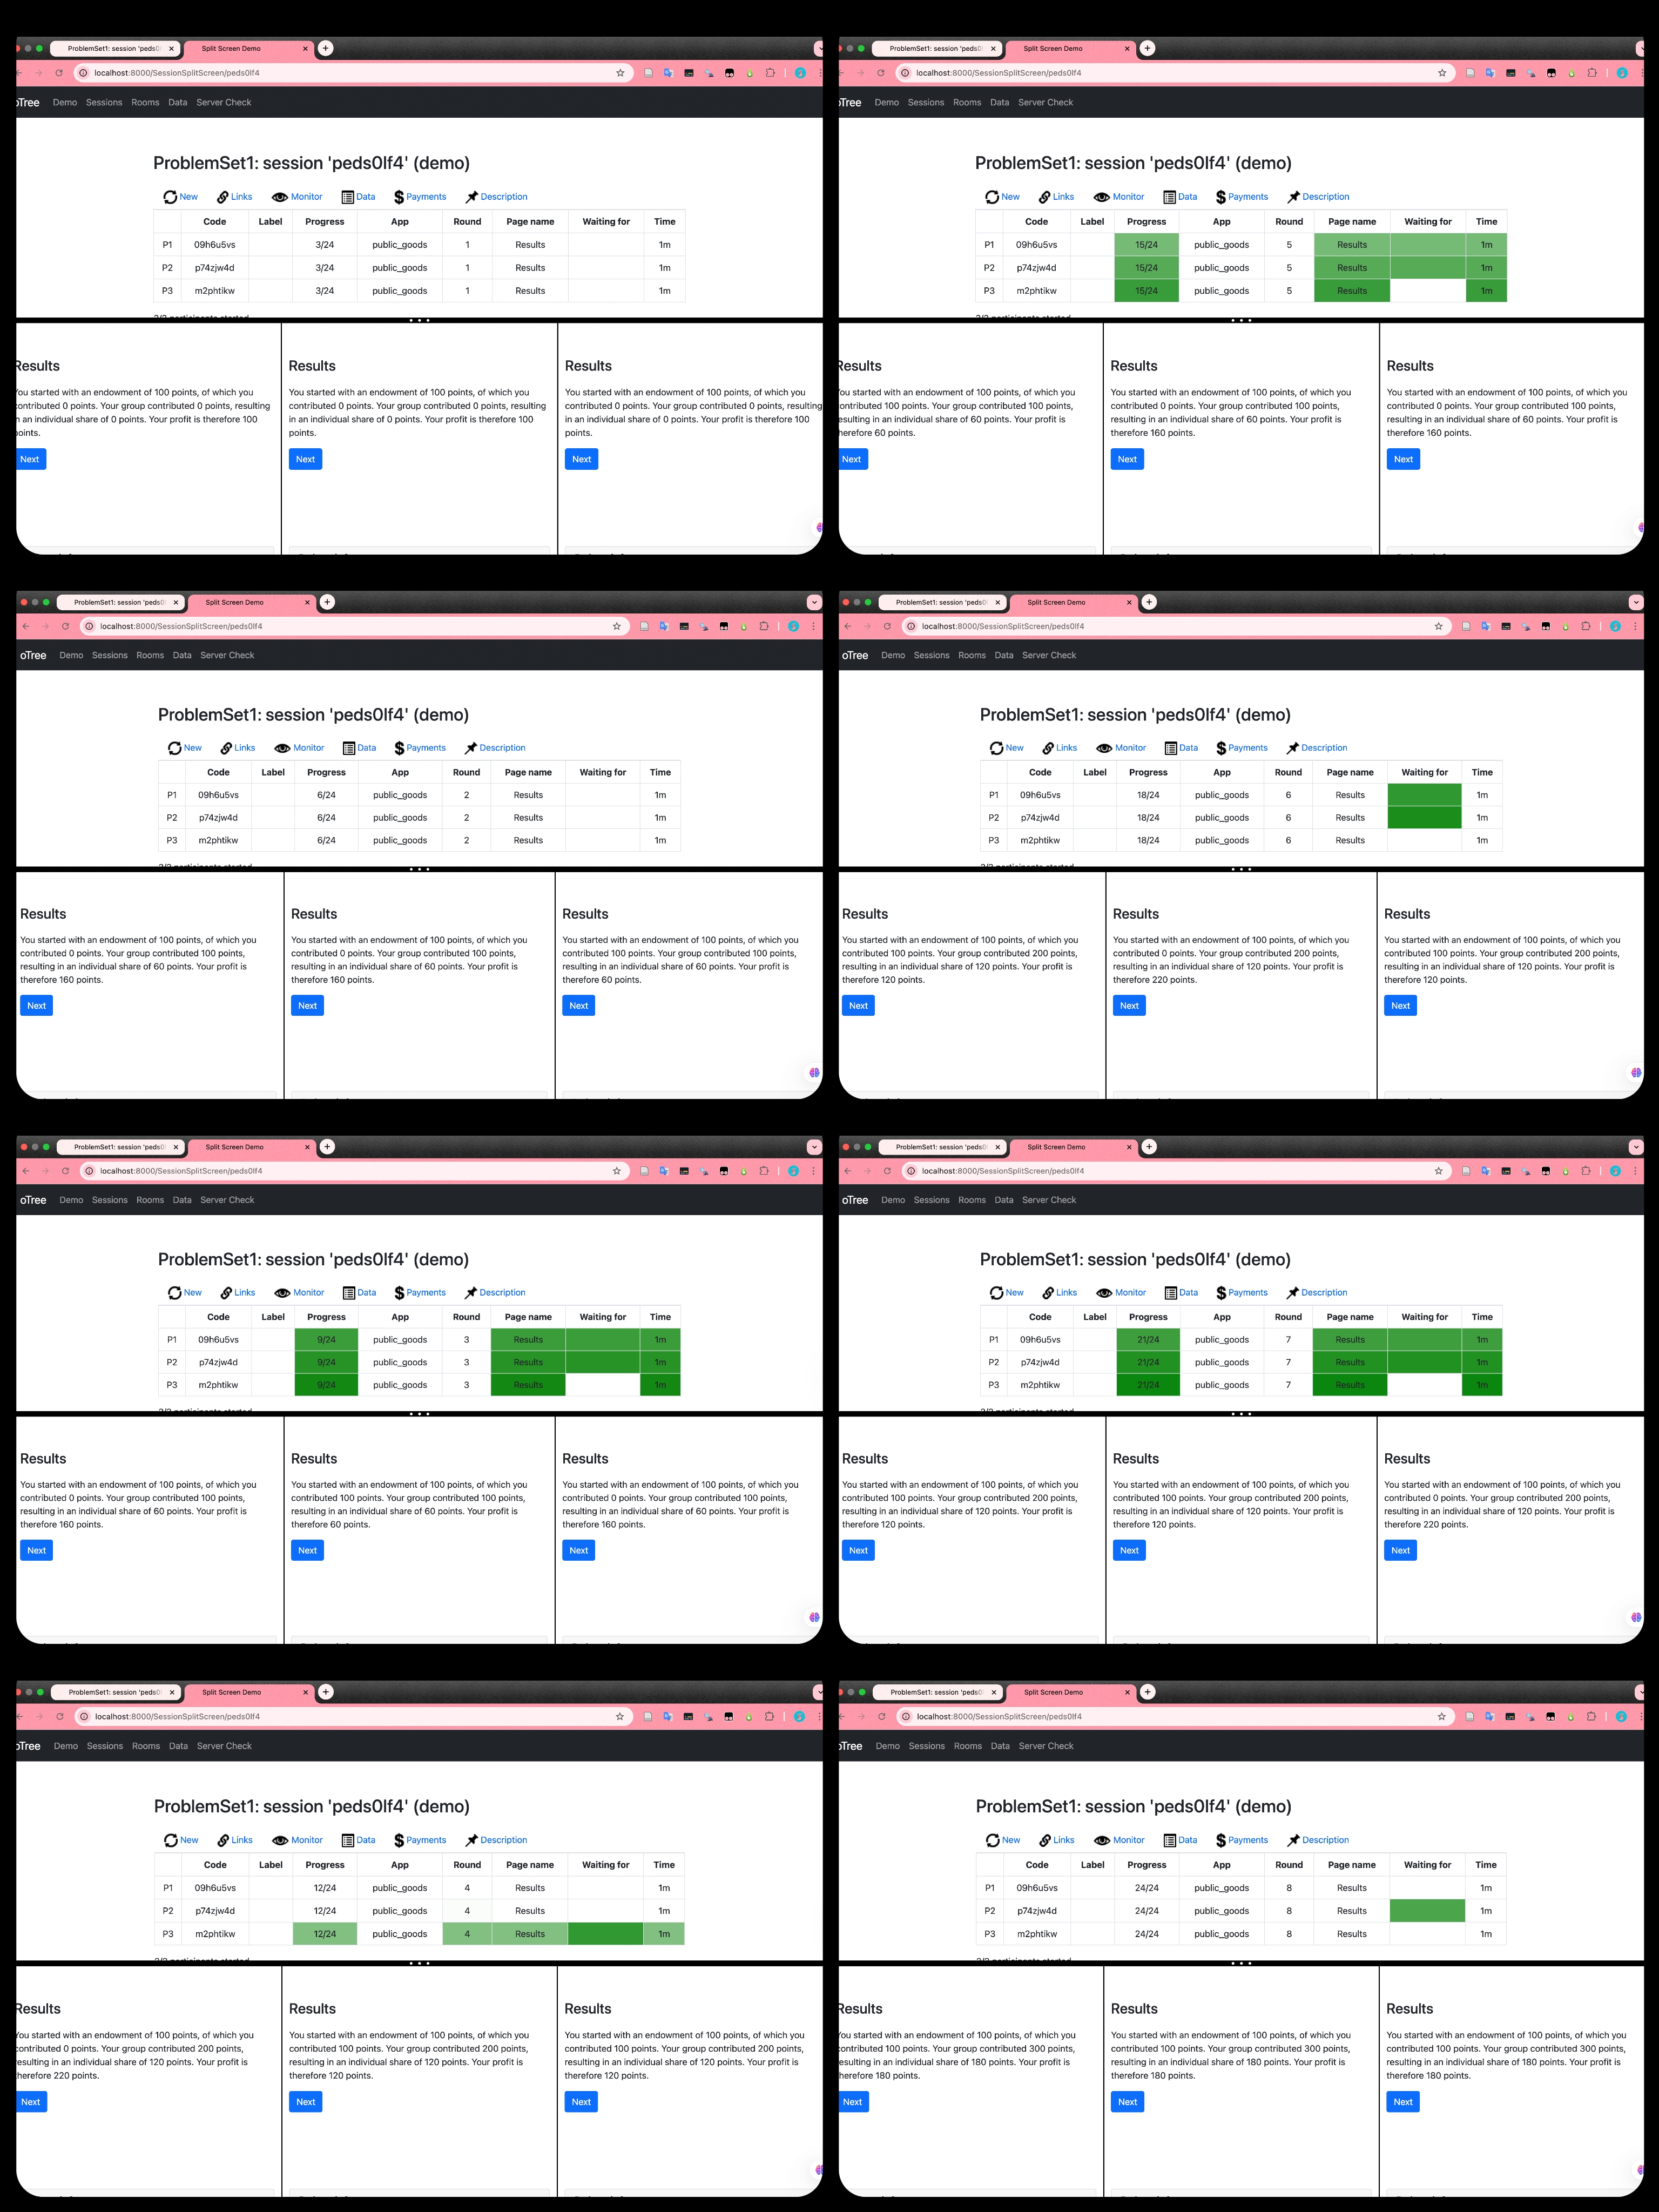 ProblemSet1: session 'peds0
Split Screen Demo
localhost:8000/SessionSplitScreen/peds0lf4
oTree Demo Sessions Rooms Data Server Check
ProblemSet1: session 'peds0lf4' (demo)
New Links Monitor Data Payments Description
Code Label Progress App Round Page name Waiting for Time
P1 09h6u5vs 3/24 public_goods 1 Results 1m
P2 p74zjw4d 3/24 public_goods 1 Results 1m
P3 m2phtikw 3/24 public_goods 1 Results 1m
3/3 participants started
Results
You started with an endowment of 100 points, of which you
contributed 0 points. Your group contributed 0 points, resulting
in an individual share of 0 points. Your profit is therefore 100
points.
Next
Results
You started with an endowment of 100 points, of which you
contributed 0 points. Your group contributed 0 points, resulting
in an individual share of 0 points. Your profit is therefore 100
points.
Next
Results
You started with an endowment of 100 points, of which you
contributed 0 points. Your group contributed 0 points, resulting
in an individual share of 0 points. Your profit is therefore 100
points.
Next
ProblemSet1: session 'peds0
Split Screen Demo
localhost:8000/SessionSplitScreen/peds0lf4
oTree Demo Sessions Rooms Data Server Check
ProblemSet1: session 'peds0lf4' (demo)
New Links Monitor Data Payments Description
Code Label Progress App Round Page name Waiting for Time
P1 09h6u5vs 15/24 public_goods 5 Results 1m
P2 p74zjw4d 15/24 public_goods 5 Results 1m
P3 m2phtikw 15/24 public_goods 5 Results 1m
3/3 participants started
Results
You started with an endowment of 100 points, of which you
contributed 100 points. Your group contributed 100 points,
resulting in an individual share of 60 points. Your profit is
therefore 60 points.
Next
Results
You started with an endowment of 100 points, of which you
contributed 0 points. Your group contributed 100 points,
resulting in an individual share of 60 points. Your profit is
therefore 160 points.
Next
Results
You started with an endowment of 100 points, of which you
contributed 0 points. Your group contributed 100 points,
resulting in an individual share of 60 points. Your profit is
therefore 160 points.
Next
ProblemSet1: session 'peds0
Split Screen Demo
localhost:8000/SessionSplitScreen/peds0lf4
oTree Demo Sessions Rooms Data Server Check
ProblemSet1: session 'peds0lf4' (demo)
New Links Monitor Data Payments Description
Code Label Progress App Round Page name Waiting for Time
P1 09h6u5vs 6/24 public_goods 2 Results 1m
P2 p74zjw4d 6/24 public_goods 2 Results 1m
P3 m2phtikw 6/24 public_goods 2 Results 1m
3/3 participants started
Results
You started with an endowment of 100 points, of which you
contributed 0 points. Your group contributed 100 points,
resulting in an individual share of 60 points. Your profit is
therefore 160 points.
Next
Results
You started with an endowment of 100 points, of which you
contributed 0 points. Your group contributed 100 points,
resulting in an individual share of 60 points. Your profit is
therefore 160 points.
Next
Results
You started with an endowment of 100 points, of which you
contributed 100 points. Your group contributed 100 points,
resulting in an individual share of 60 points. Your profit is
therefore 60 points.
Next
ProblemSet1: session 'peds0
Split Screen Demo
localhost:8000/SessionSplitScreen/peds0lf4
oTree Demo Sessions Rooms Data Server Check
ProblemSet1: session 'peds0lf4' (demo)
New Links Monitor Data Payments Description
Code Label Progress App Round Page name Waiting for Time
P1 09h6u5vs 18/24 public_goods 6 Results 1m
P2 p74zjw4d 18/24 public_goods 6 Results 1m
P3 m2phtikw 18/24 public_goods 6 Results 1m
3/3 participants started
Results
You started with an endowment of 100 points, of which you
contributed 100 points. Your group contributed 200 points,
resulting in an individual share of 120 points. Your profit is
therefore 120 points.
Next
Results
You started with an endowment of 100 points, of which you
contributed 0 points. Your group contributed 200 points,
resulting in an individual share of 120 points. Your profit is
therefore 220 points.
Next
Results
You started with an endowment of 100 points, of which you
contributed 100 points. Your group contributed 200 points,
resulting in an individual share of 120 points. Your profit is
therefore 120 points.
Next
ProblemSet1: session 'peds0
Split Screen Demo
localhost:8000/SessionSplitScreen/peds0lf4
oTree Demo Sessions Rooms Data Server Check
ProblemSet1: session 'peds0lf4' (demo)
New Links Monitor Data Payments Description
Code Label Progress App Round Page name Waiting for Time
P1 09h6u5vs 9/24 public_goods 3 Results 1m
P2 p74zjw4d 9/24 public_goods 3 Results 1m
P3 m2phtikw 9/24 public_goods 3 Results 1m
3/3 participants started
Results
You started with an endowment of 100 points, of which you
contributed 0 points. Your group contributed 100 points,
resulting in an individual share of 60 points. Your profit is
therefore 160 points.
Next
Results
You started with an endowment of 100 points, of which you
contributed 100 points. Your group contributed 100 points,
resulting in an individual share of 60 points. Your profit is
therefore 60 points.
Next
Results
You started with an endowment of 100 points, of which you
contributed 0 points. Your group contributed 100 points,
resulting in an individual share of 60 points. Your profit is
therefore 160 points.
Next
ProblemSet1: session 'peds0
Split Screen Demo
localhost:8000/SessionSplitScreen/peds0lf4
oTree Demo Sessions Rooms Data Server Check
ProblemSet1: session 'peds0lf4' (demo)
New Links Monitor Data Payments Description
Code Label Progress App Round Page name Waiting for Time
P1 09h6u5vs 21/24 public_goods 7 Results 1m
P2 p74zjw4d 21/24 public_goods 7 Results 1m
P3 m2phtikw 21/24 public_goods 7 Results 1m
3/3 participants started
Results
You started with an endowment of 100 points, of which you
contributed 100 points. Your group contributed 200 points,
resulting in an individual share of 120 points. Your profit is
therefore 120 points.
Next
Results
You started with an endowment of 100 points, of which you
contributed 100 points. Your group contributed 200 points,
resulting in an individual share of 120 points. Your profit is
therefore 120 points.
Next
Results
You started with an endowment of 100 points, of which you
contributed 0 points. Your group contributed 200 points,
resulting in an individual share of 120 points. Your profit is
therefore 220 points.
Next
ProblemSet1: session 'peds0
Split Screen Demo
localhost:8000/SessionSplitScreen/peds0lf4
oTree Demo Sessions Rooms Data Server Check
ProblemSet1: session 'peds0lf4' (demo)
New Links Monitor Data Payments Description
Code Label Progress App Round Page name Waiting for Time
P1 09h6u5vs 12/24 public_goods 4 Results 1m
P2 p74zjw4d 12/24 public_goods 4 Results 1m
P3 m2phtikw 12/24 public_goods 4 Results 1m
3/3 participants started
Results
You started with an endowment of 100 points, of which you
contributed 0 points. Your group contributed 200 points,
resulting in an individual share of 120 points. Your profit is
therefore 220 points.
Next
Results
You started with an endowment of 100 points, of which you
contributed 100 points. Your group contributed 200 points,
resulting in an individual share of 120 points. Your profit is
therefore 120 points.
Next
Results
You started with an endowment of 100 points, of which you
contributed 100 points. Your group contributed 200 points,
resulting in an individual share of 120 points. Your profit is
therefore 120 points.
Next
ProblemSet1: session 'peds0
Split Screen Demo
localhost:8000/SessionSplitScreen/peds0lf4
oTree Demo Sessions Rooms Data Server Check
ProblemSet1: session 'peds0lf4' (demo)
New Links Monitor Data Payments Description
Code Label Progress App Round Page name Waiting for Time
P1 09h6u5vs 24/24 public_goods 8 Results 1m
P2 p74zjw4d 24/24 public_goods 8 Results 1m
P3 m2phtikw 24/24 public_goods 8 Results 1m
3/3 participants started
Results
You started with an endowment of 100 points, of which you
contributed 100 points. Your group contributed 300 points,
resulting in an individual share of 180 points. Your profit is
therefore 180 points.
Next
Results
You started with an endowment of 100 points, of which you
contributed 100 points. Your group contributed 300 points,
resulting in an individual share of 180 points. Your profit is
therefore 180 points.
Next
Results
You started with an endowment of 100 points, of which you
contributed 100 points. Your group contributed 300 points,
resulting in an individual share of 180 points. Your profit is
therefore 180 points.
Next